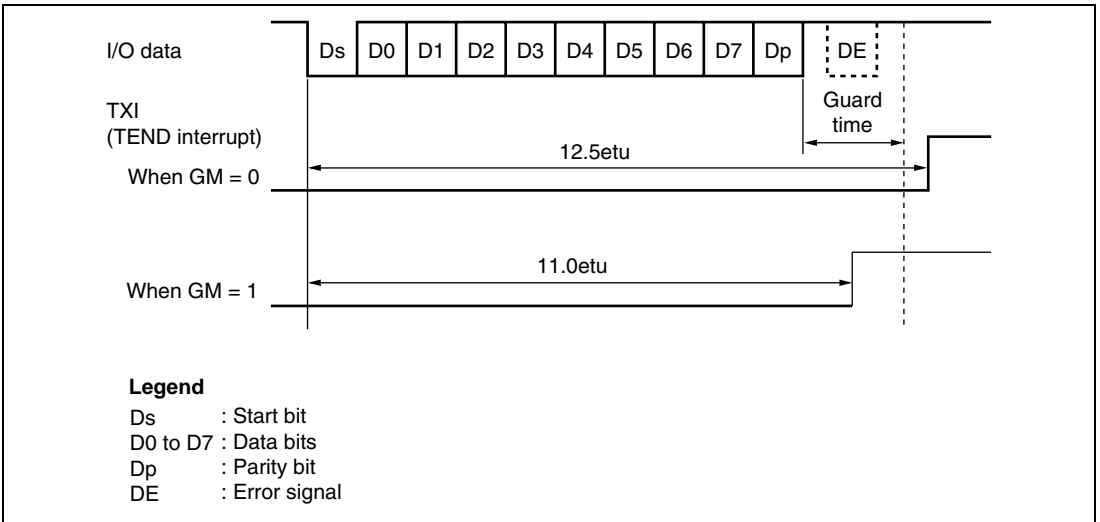 I/O data
Ds D0 D1 D2 D3 D4 D5 D6 D7 Dp DE
TXI
(TEND interrupt)
Guard
time
12.5etu
When GM = 0
11.0etu
When GM = 1
Legend
Ds : Start bit
D0 to D7 : Data bits
Dp : Parity bit
DE : Error signal